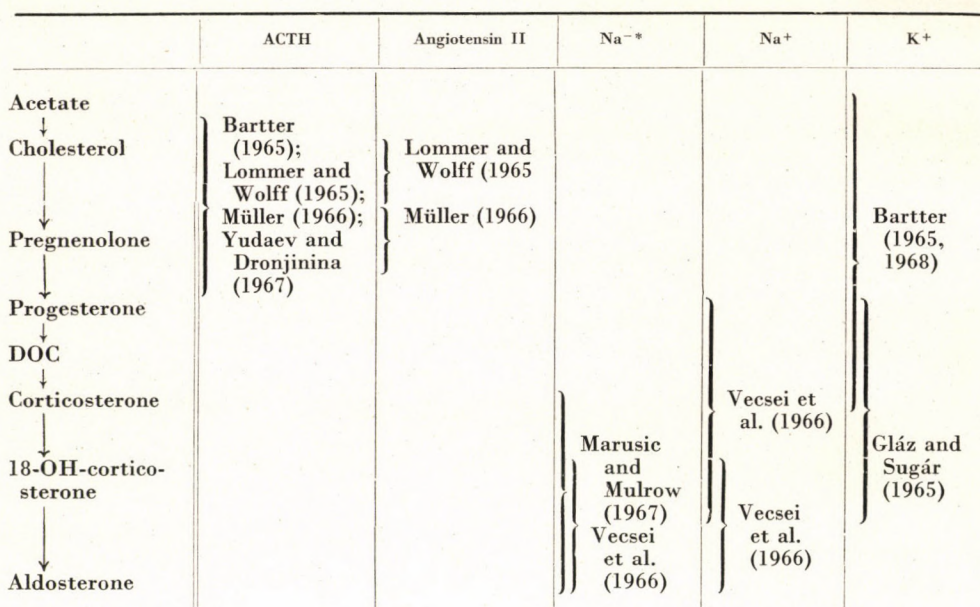 ACTH
Angiotensin II
Na⁻*
Na⁺
K⁺
Acetate
↓
Cholesterol
↓
Pregnenolone
↓
Progesterone
↓
DOC
↓
Corticosterone
↓
18-OH-cortico-
sterone
↓
Aldosterone
Bartter
(1965);
Lommer and
Wolff (1965);
Müller (1966);
Yudaev and
Dronjinina
(1967)
Lommer and
Wolff (1965
Müller (1966)
Marusic
and
Mulrow
(1967)
Vecsei
et al.
(1966)
Vecsei et
al. (1966)
Vecsei
et al.
(1966)
Bartter
(1965,
1968)
Gláz and
Sugár
(1965)